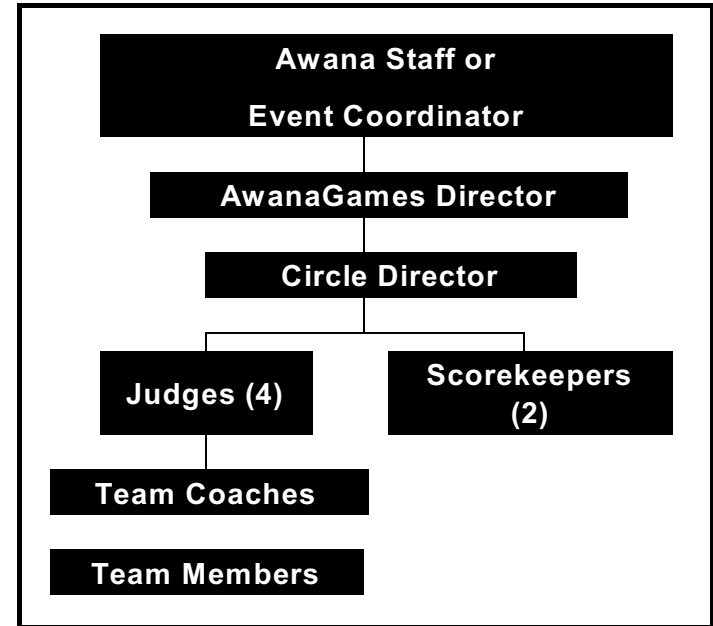 Awana Staff or
Event Coordinator
AwanaGames Director
Circle Director
Judges (4)
Scorekeepers
(2)
Team Coaches
Team Members